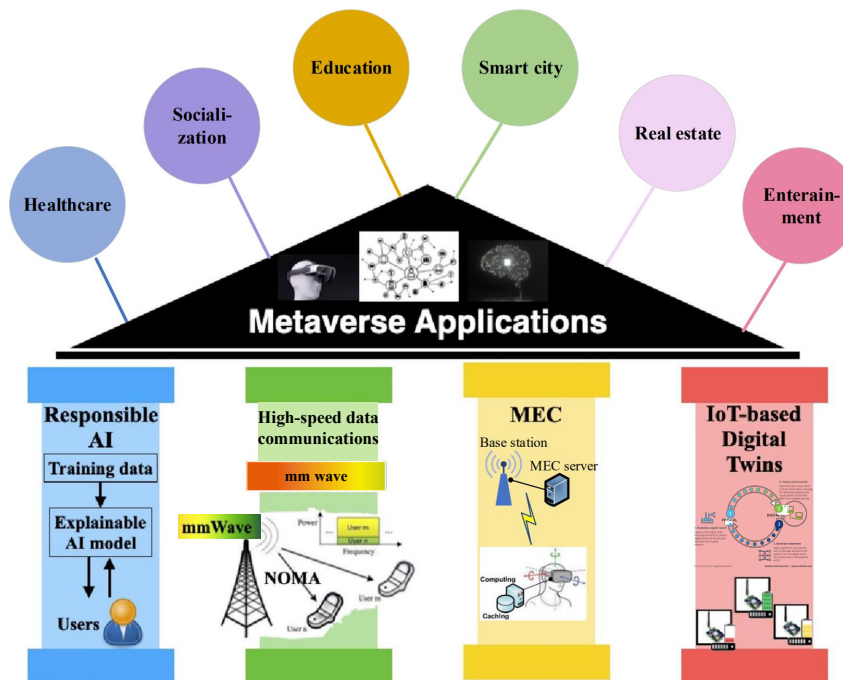 Education
Smart city
Sociali-
zation
Real estate
Healthcare
Enterain-
ment
Metaverse Applications
Responsible
AI
Training data
Explainable
AI model
Users
High-speed data
communications
mm wave
mmWave
Power
User m
User n
...
...
Frequency
NOMA
User m
User n
MEC
Base station
MEC server
Computing
Caching
IoT-based
Digital
Twins